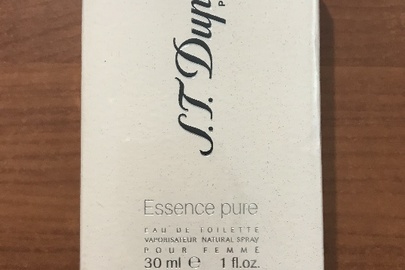 S.T. Dup
P
Essence pure
EAU DE TOILETTE
VAPORISATEUR NATURAL SPRAY
POUR FEMME
30 ml e 1 fl.oz.